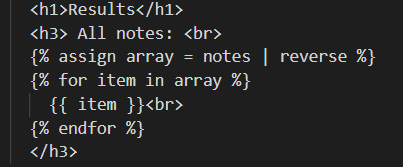 <h1>Results</h1>
<h3> All notes: <br>
{% assign array = notes | reverse %}
{% for item in array %}
  {{ item }}<br>
{% endfor %}
</h3>